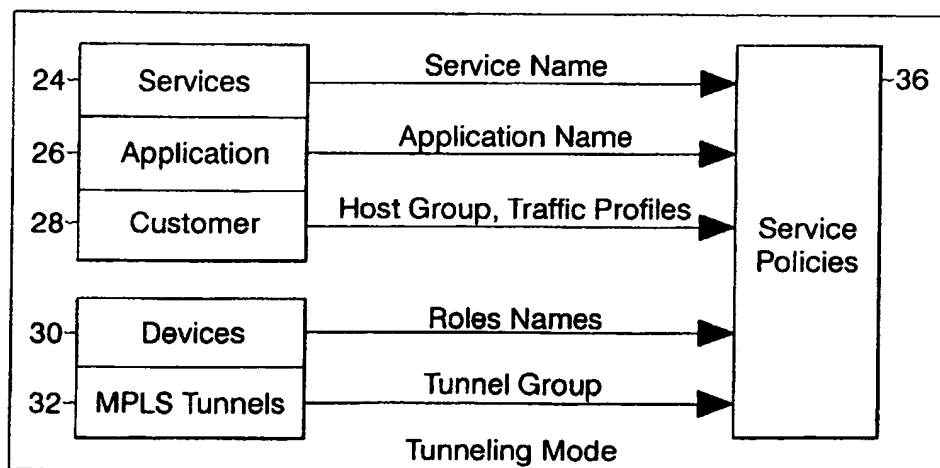 24 Services Service Name 36
26 Application Application Name
28 Customer Host Group, Traffic Profiles
Service
Policies
30 Devices Roles Names
32 MPLS Tunnels Tunnel Group
Tunneling Mode